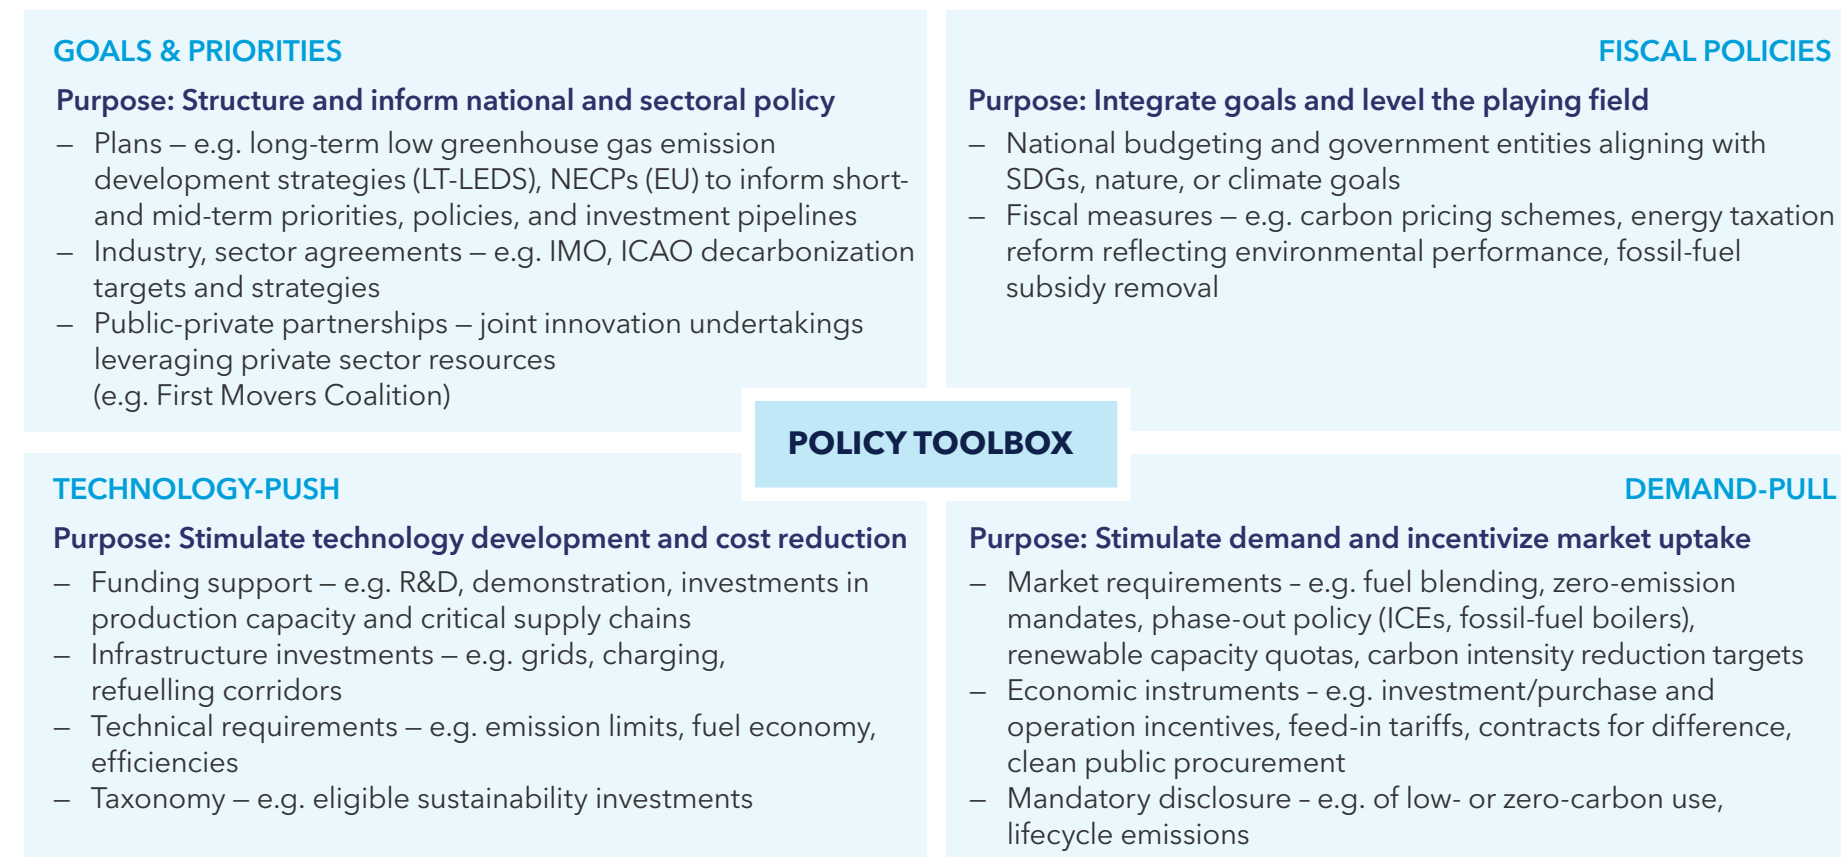 GOALS & PRIORITIES
Purpose: Structure and inform national and sectoral policy
– Plans – e.g. long-term low greenhouse gas emission
development strategies (LT-LEDS), NECPs (EU) to inform short-
and mid-term priorities, policies, and investment pipelines
– Industry, sector agreements – e.g. IMO, ICAO decarbonization
targets and strategies
– Public-private partnerships – joint innovation undertakings
leveraging private sector resources
(e.g. First Movers Coalition)
FISCAL POLICIES
Purpose: Integrate goals and level the playing field
– National budgeting and government entities aligning with
SDGs, nature, or climate goals
– Fiscal measures – e.g. carbon pricing schemes, energy taxation
reform reflecting environmental performance, fossil-fuel
subsidy removal
POLICY TOOLBOX
TECHNOLOGY-PUSH
Purpose: Stimulate technology development and cost reduction
– Funding support – e.g. R&D, demonstration, investments in
production capacity and critical supply chains
– Infrastructure investments – e.g. grids, charging,
refuelling corridors
– Technical requirements – e.g. emission limits, fuel economy,
efficiencies
– Taxonomy – e.g. eligible sustainability investments
DEMAND-PULL
Purpose: Stimulate demand and incentivize market uptake
– Market requirements – e.g. fuel blending, zero-emission
mandates, phase-out policy (ICEs, fossil-fuel boilers),
renewable capacity quotas, carbon intensity reduction targets
– Economic instruments – e.g. investment/purchase and
operation incentives, feed-in tariffs, contracts for difference,
clean public procurement
– Mandatory disclosure – e.g. of low- or zero-carbon use,
lifecycle emissions